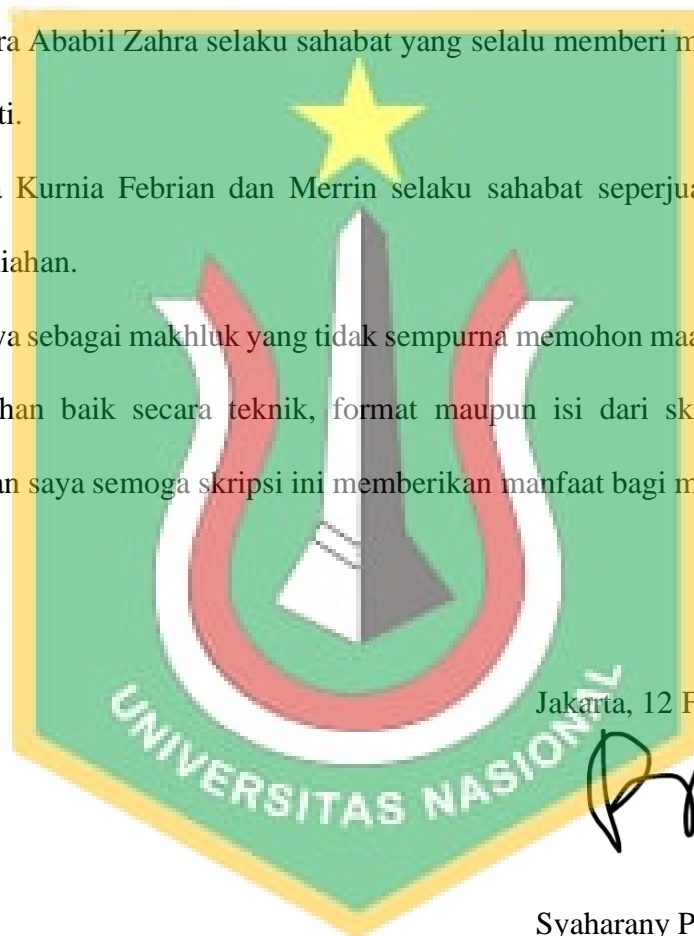 ra Ababil Zahra selaku sahabat yang selalu memberi m
ti.
Kurnia Febrian dan Merrin selaku sahabat seperjua
iahan.
ya sebagai makhluk yang tidak sempurna memohon maa
han baik secara teknik, format maupun isi dari sk
an saya semoga skripsi ini memberikan manfaat bagi m
Jakarta, 12 F
UNIVERSITAS NASIONAL
Syaharany P